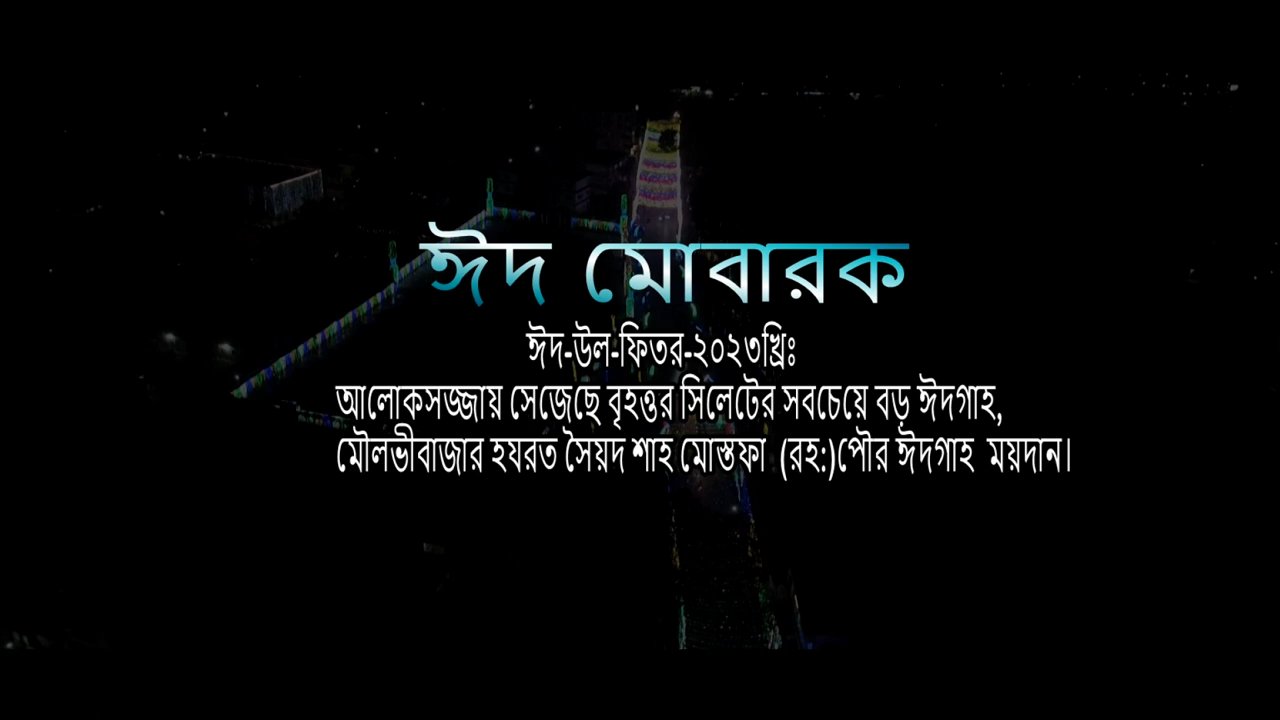 ঈদ মোবারক
ঈদ-উল-ফিতর-২০২৩খ্রিঃ
আলোকসজ্জায় সেজেছে বৃহত্তর সিলেটের সবচেয়ে বড় ঈদগাহ,
মৌলভীবাজার হযরত সৈয়দ শাহ মোস্তফা (রহ:)পৌর ঈদগাহ ময়দান।